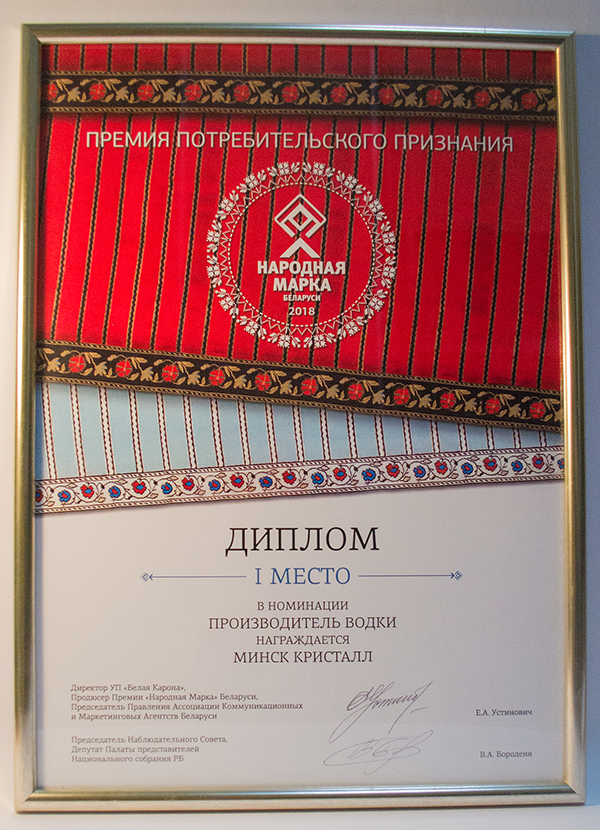 ПРЕМИЯ ПОТРЕБИТЕЛЬСКОГО ПРИЗНАНИЯ
НАРОДНАЯ
МАРКА
БЕЛАРУСИ
2018
ДИПЛОМ
I МЕСТО
В НОМИНАЦИИ
ПРОИЗВОДИТЕЛЬ ВОДКИ
НАГРАЖДАЕТСЯ
МИНСК КРИСТАЛЛ
Директор УП «Белая Карона»,
Продюсер Премии «Народная Марка» Беларуси,
Председатель Правления Ассоциации Коммуникационных
и Маркетинговых Агентств Беларуси
Е.А. Устинович
Председатель Наблюдательного Совета,
Депутат Палаты представителей
Национального собрания РБ
В.А. Бороденя